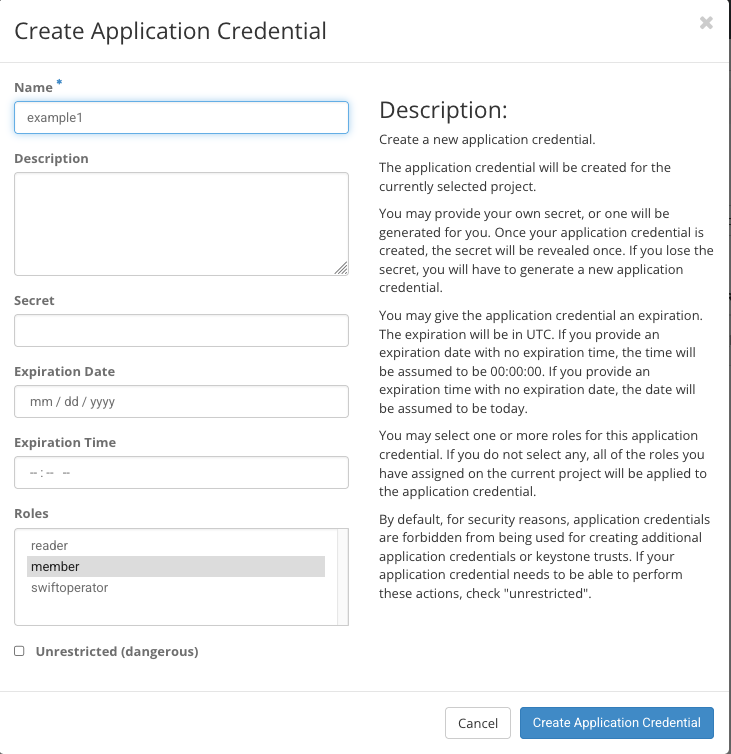 Create Application Credential
×
Name *
example1
Description
Secret
Expiration Date
mm / dd / yyyy
Expiration Time
-- : -- --
Roles
reader
member
swiftoperator
Unrestricted (dangerous)
Description:
Create a new application credential.
The application credential will be created for the
currently selected project.
You may provide your own secret, or one will be
generated for you. Once your application credential is
created, the secret will be revealed once. If you lose the
secret, you will have to generate a new application
credential.
You may give the application credential an expiration.
The expiration will be in UTC. If you provide an
expiration date with no expiration time, the time will
be assumed to be 00:00:00. If you provide an
expiration time with no expiration date, the date will
be assumed to be today.
You may select one or more roles for this application
credential. If you do not select any, all of the roles you
have assigned on the current project will be applied to
the application credential.
By default, for security reasons, application credentials
are forbidden from being used for creating additional
application credentials or keystone trusts. If your
application credential needs to be able to perform
these actions, check "unrestricted".
Cancel
Create Application Credential